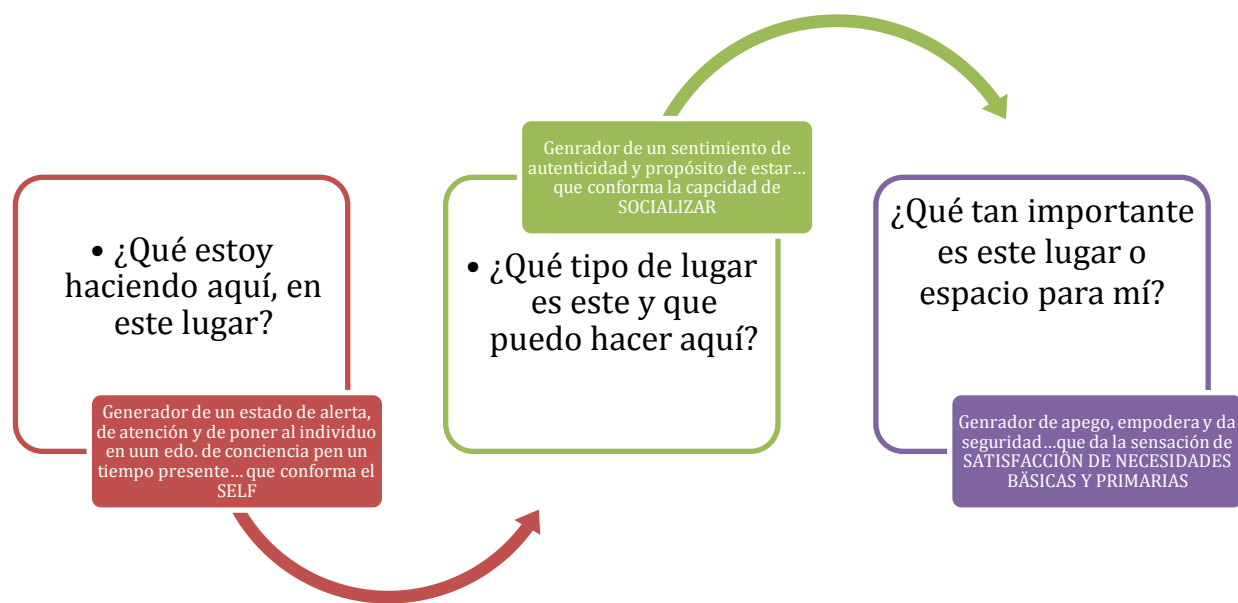 • ¿Qué estoy
haciendo aquí, en
este lugar?
Generador de un estado de alerta,
de atención y de poner al individuo
en uun edo. de conciencia pen un
tiempo presente... que conforma el
SELF
Genrador de un sentimiento de
autenticidad y propósito de estar...
que conforma la capcidad de
SOCIALIZAR
• ¿Qué tipo de lugar
es este y que
puedo hacer aquí?
¿Qué tan importante
es este lugar o
espacio para mí?
Genrador de apego, empodera y da
seguridad...que da la sensación de
SATISFACCIÓN DE NECESIDADES
BÄSICAS Y PRIMARIAS